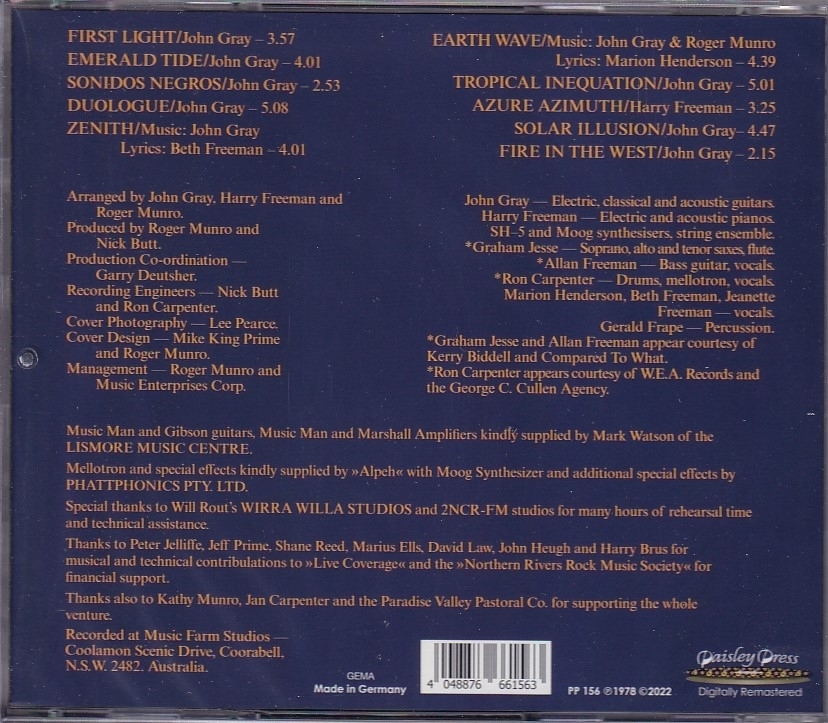 FIRST LIGHT/John Gray – 3.57
EMERALD TIDE/John Gray – 4.01
SONIDOS NEGROS/John Gray – 2.53
DUOLOGUE/John Gray – 5.08
ZENITH/Music: John Gray
Lyrics: Beth Freeman – 4.01
EARTH WAVE/Music: John Gray & Roger Munro
Lyrics: Marion Henderson – 4.39
TROPICAL INEQUATION/John Gray – 5.01
AZURE AZIMUTH/Harry Freeman – 3.25
SOLAR ILLUSION/John Gray – 4.47
FIRE IN THE WEST/John Gray – 2.15
Arranged by John Gray, Harry Freeman and
Roger Munro.
Produced by Roger Munro and
Nick Butt.
Production Co-ordination —
Garry Deutsher.
Recording Engineers — Nick Butt
and Ron Carpenter.
Cover Photography — Lee Pearce.
Cover Design — Mike King Prime
and Roger Munro.
Management — Roger Munro and
Music Enterprises Corp.
John Gray — Electric, classical and acoustic guitars.
Harry Freeman — Electric and acoustic pianos.
SH-5 and Moog synthesisers, string ensemble.
*Graham Jesse — Soprano, alto and tenor saxes, flute.
*Allan Freeman — Bass guitar, vocals.
*Ron Carpenter — Drums, mellotron, vocals.
Marion Henderson, Beth Freeman, Jeanette
Freeman — vocals.
Gerald Frape — Percussion.
*Graham Jesse and Allan Freeman appear courtesy of
Kerry Biddell and Compared To What.
*Ron Carpenter appears courtesy of W.E.A. Records and
the George C. Cullen Agency.
Music Man and Gibson guitars, Music Man and Marshall Amplifiers kindly supplied by Mark Watson of the
LISMORE MUSIC CENTRE.
Mellotron and special effects kindly supplied by »Alpeh« with Moog Synthesizer and additional special effects by
PHATTPHONICS PTY. LTD.
Special thanks to Will Rout's WIRRA WILLA STUDIOS and 2NCR-FM studios for many hours of rehearsal time
and technical assistance.
Thanks to Peter Jelliffe, Jeff Prime, Shane Reed, Marius Ells, David Law, John Heugh and Harry Brus for
musical and technical contribulations to »Live Coverage« and the »Northern Rivers Rock Music Society« for
financial support.
Thanks also to Kathy Munro, Jan Carpenter and the Paradise Valley Pastoral Co. for supporting the whole
venture.
Recorded at Music Farm Studios —
Coolamon Scenic Drive, Coorabell,
N.S.W. 2482. Australia.
GEMA
Made in Germany
4 048876 661563
PP 156 ℗1978 ©2022
Paisley Press
Digitally Remastered